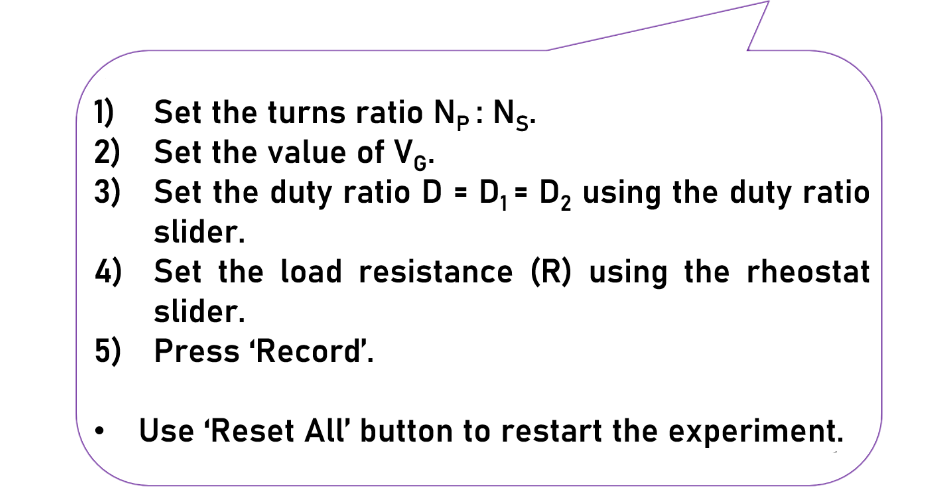 1) Set the turns ratio N_P : N_S.
2) Set the value of V_G.
3) Set the duty ratio D = D_1 = D_2 using the duty ratio
slider.
4) Set the load resistance (R) using the rheostat
slider.
5) Press ‘Record’.
• Use ‘Reset All’ button to restart the experiment.